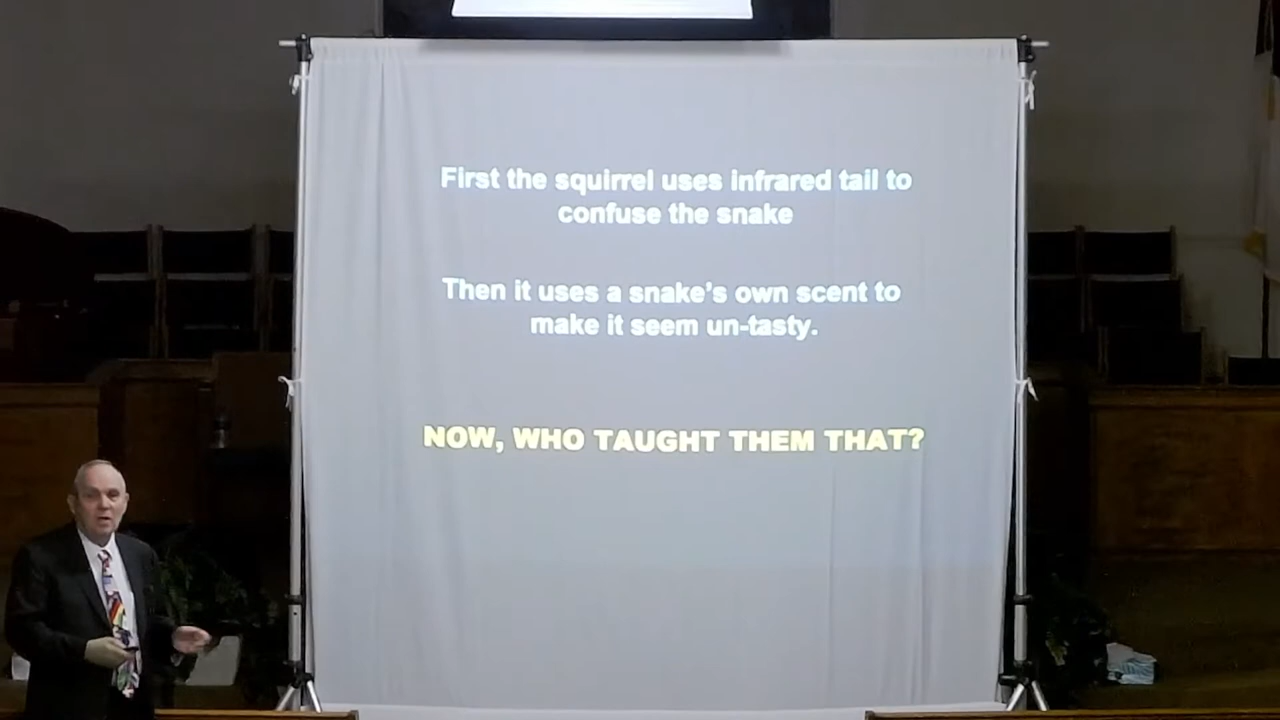 First the squirrel uses infrared tail to
confuse the snake
Then it uses a snake's own scent to
make it seem un-tasty.
NOW, WHO TAUGHT THEM THAT?